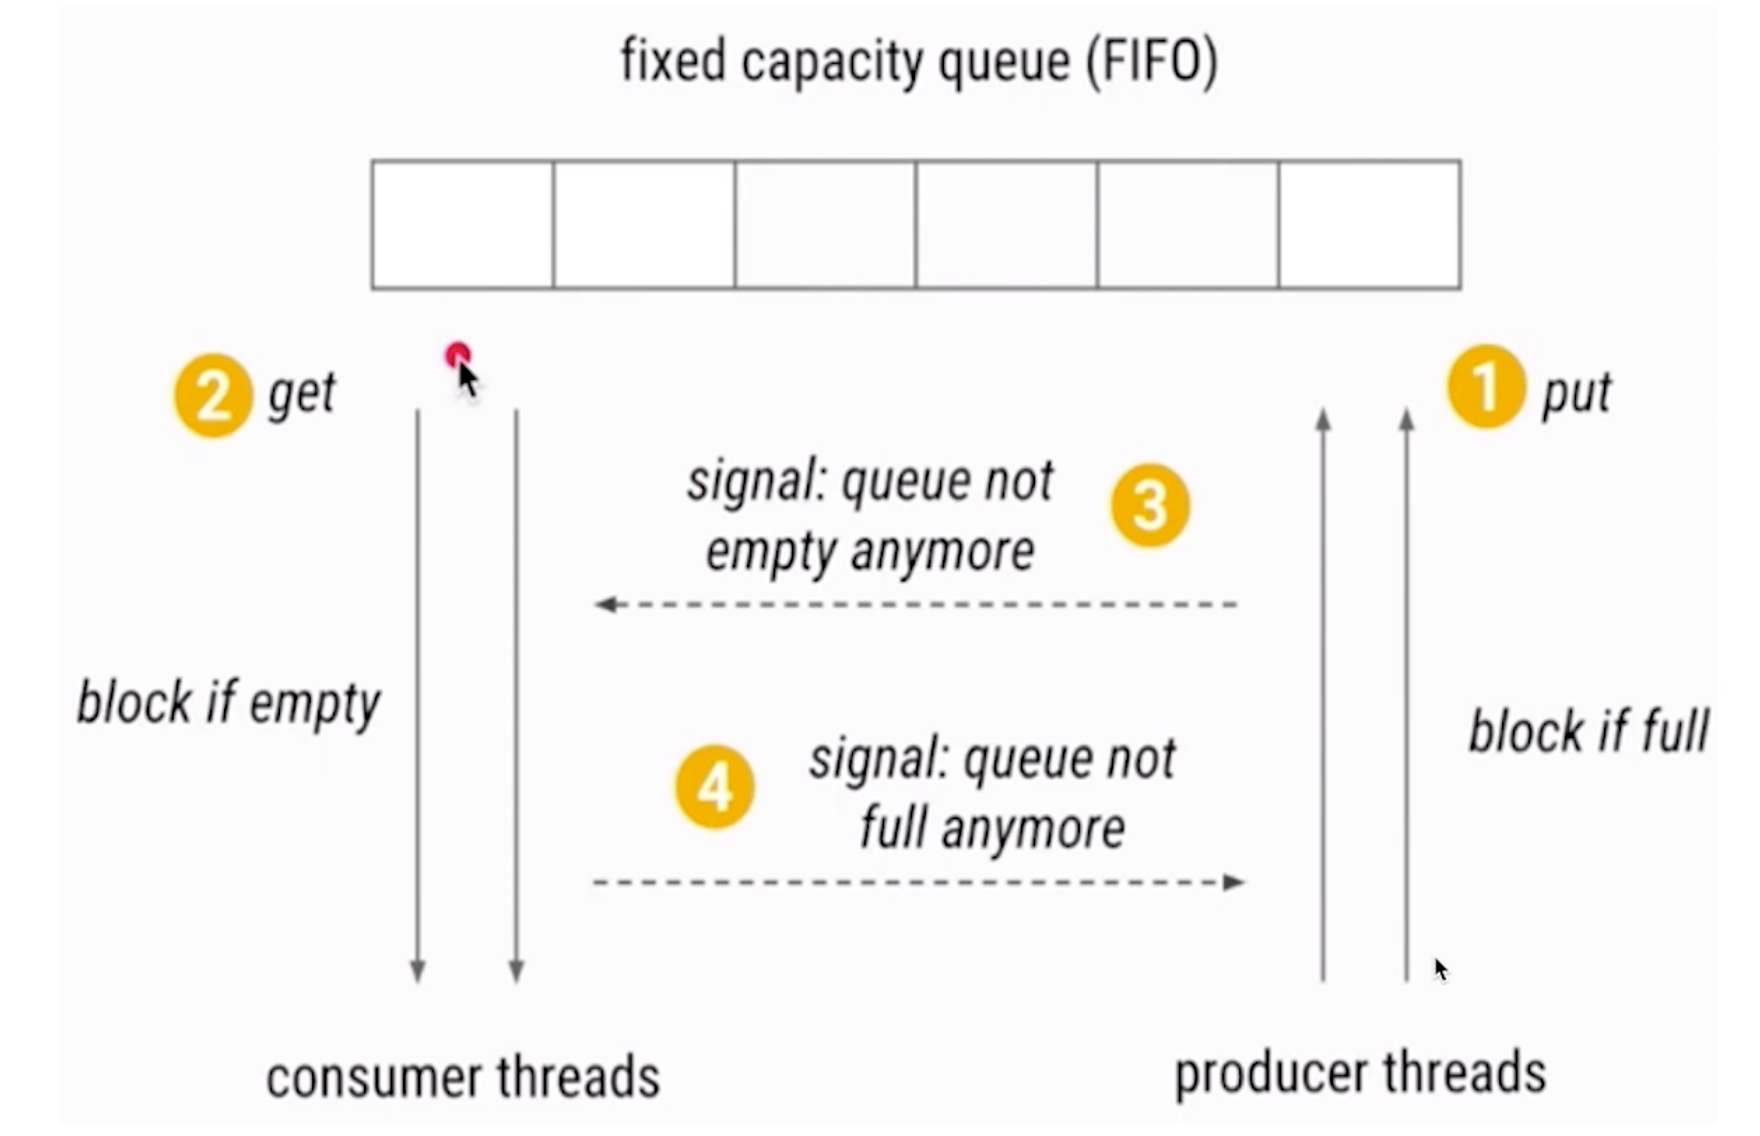 fixed capacity queue (FIFO)
2 get
1 put
signal: queue not
empty anymore
3
block if empty
block if full
4
signal: queue not
full anymore
consumer threads
producer threads